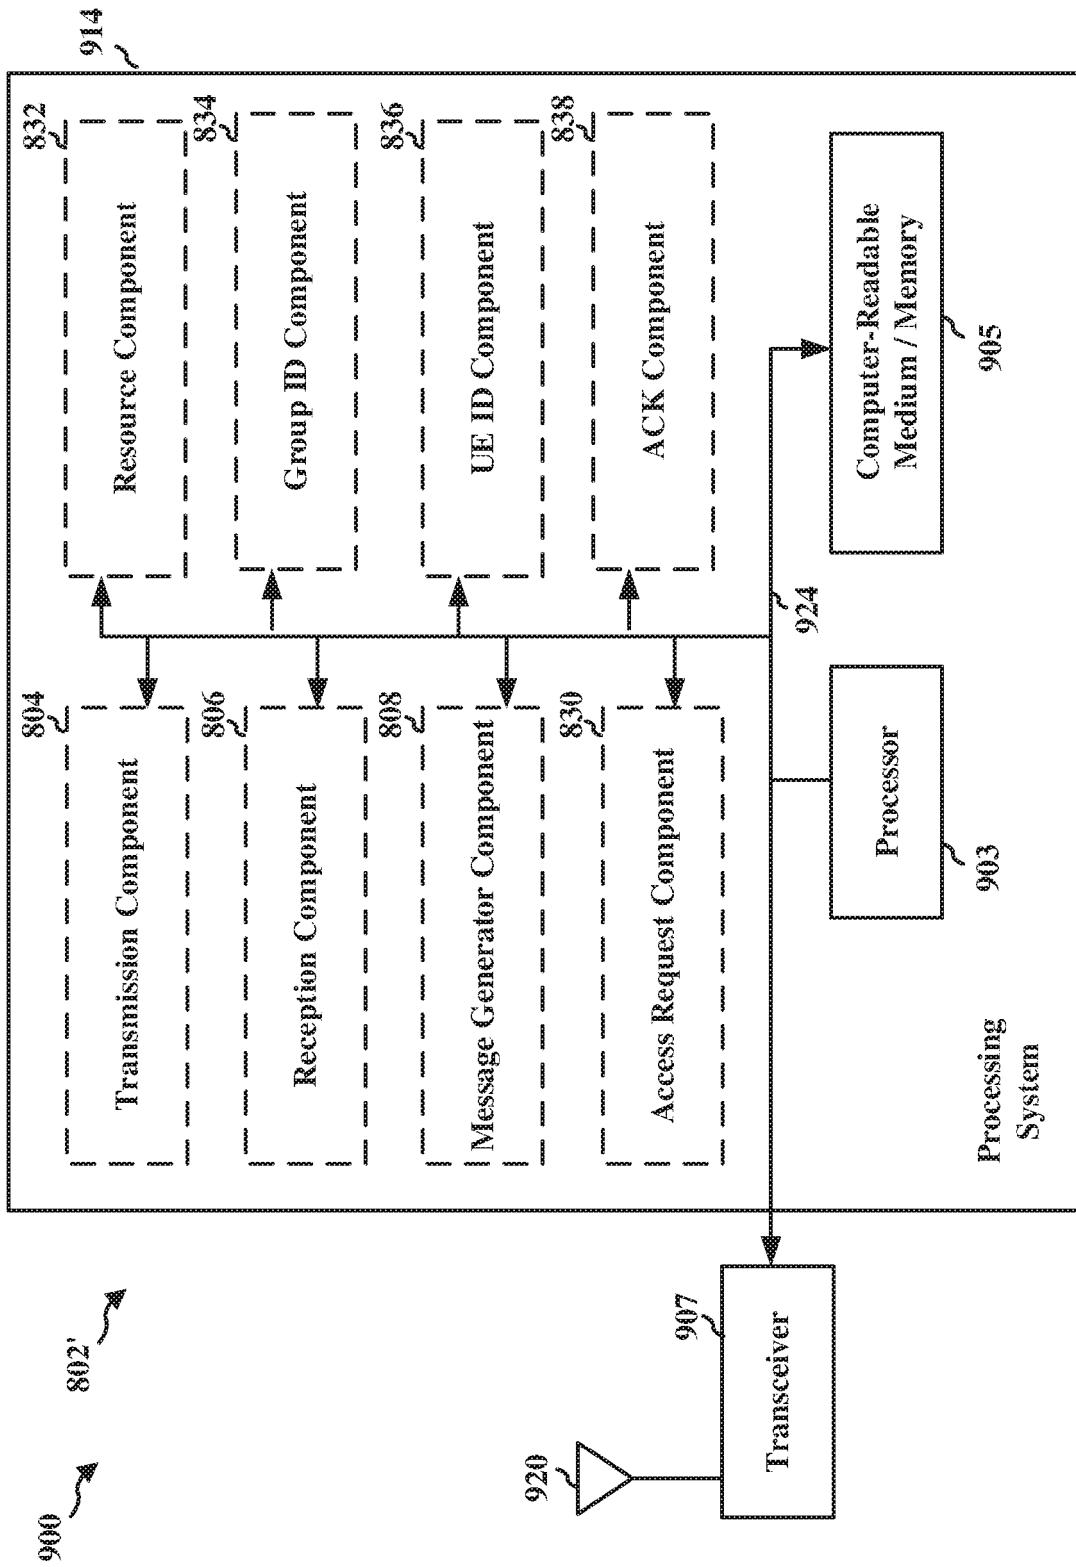 900
802'
914
804
Transmission Component
832
Resource Component
806
Reception Component
834
Group ID Component
808
Message Generator Component
836
UE ID Component
830
Access Request Component
838
ACK Component
924
920
907
Transceiver
Processor
903
Computer-Readable
Medium / Memory
905
Processing
System